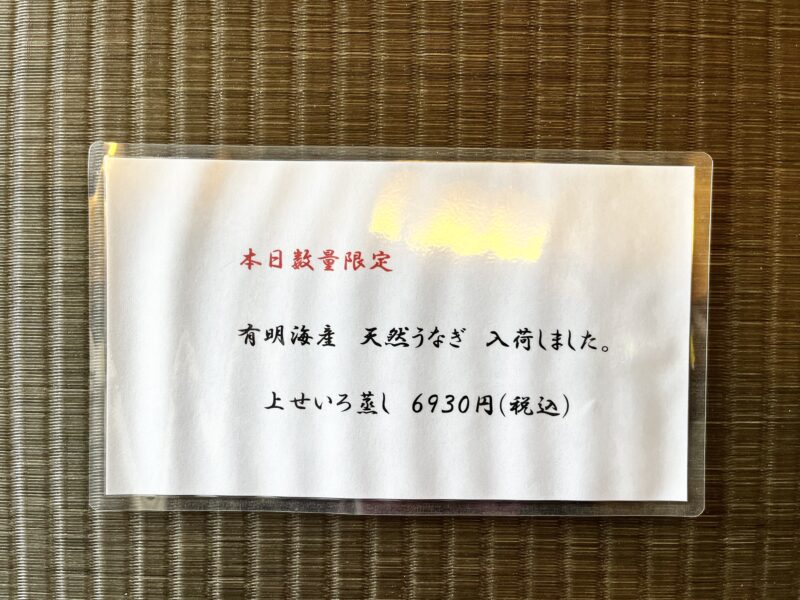 本日数量限定
有明海産 天然うなぎ 入荷しました。
上せいろ蒸し 6930円(税込)